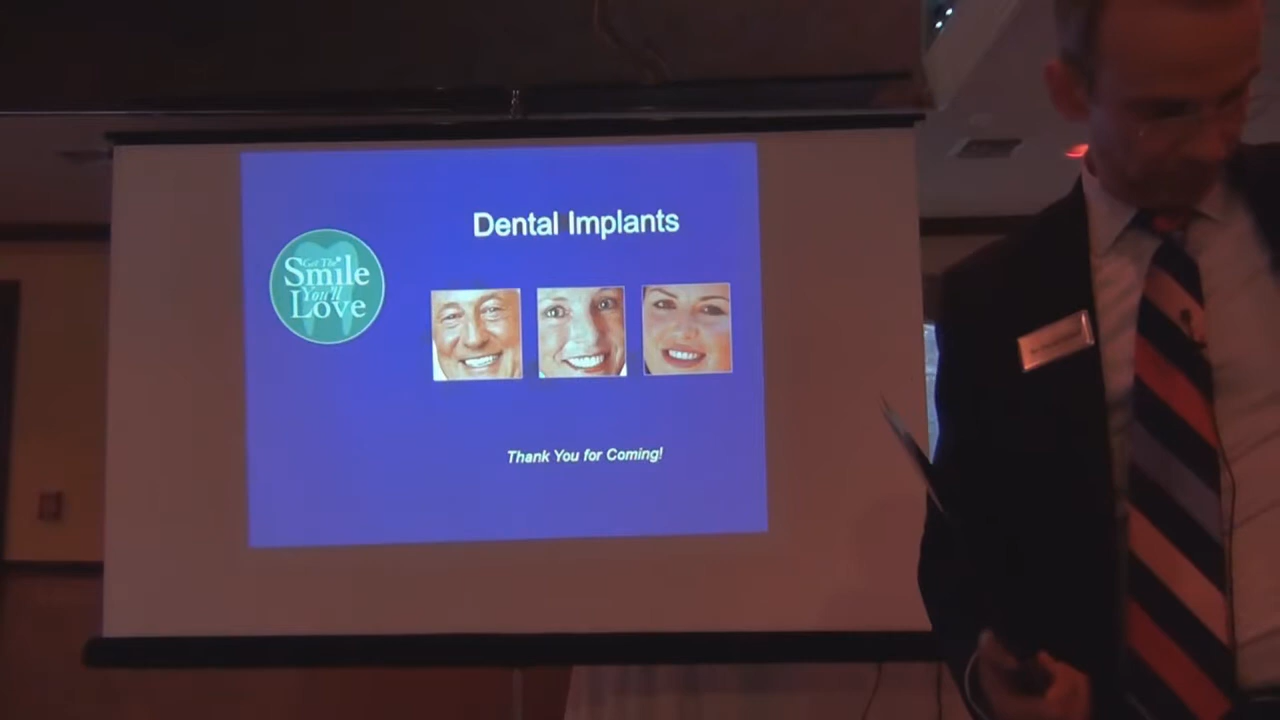 Dental Implants
Get The
Smile
You'll
Love
Thank You for Coming!